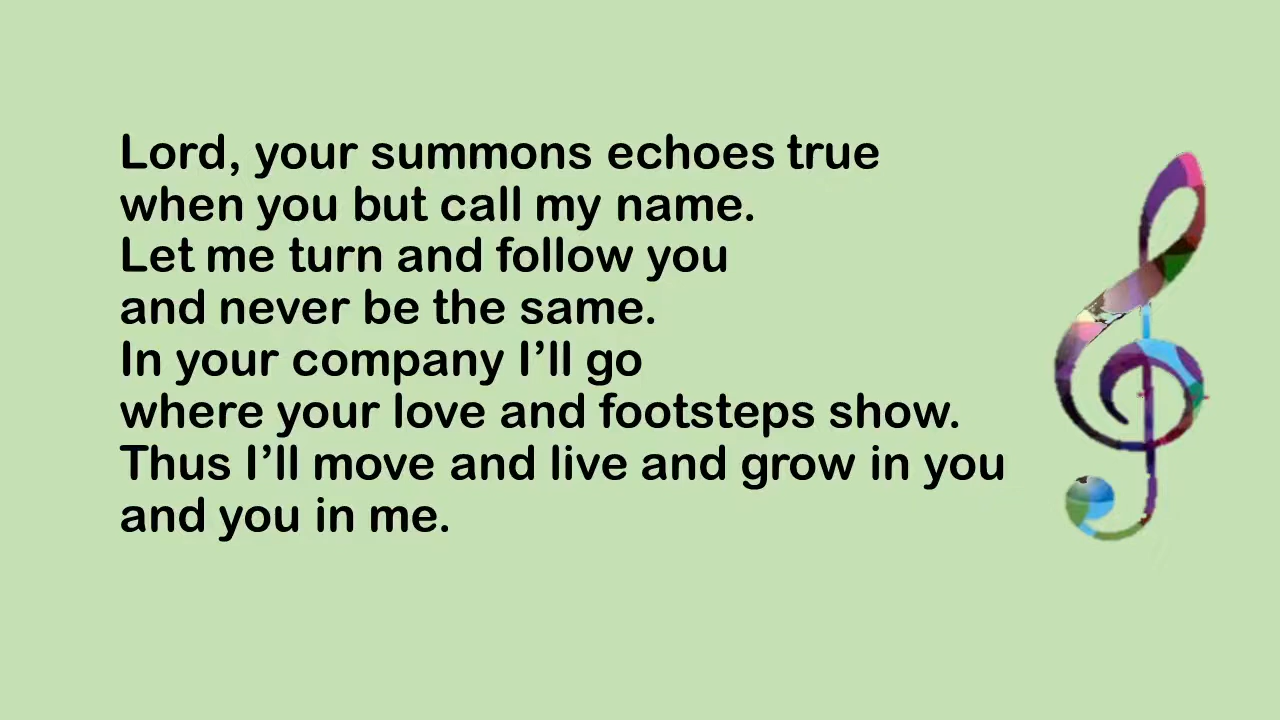 Lord, your summons echoes true
when you but call my name.
Let me turn and follow you
and never be the same.
In your company I’ll go
where your love and footsteps show.
Thus I’ll move and live and grow in you
and you in me.